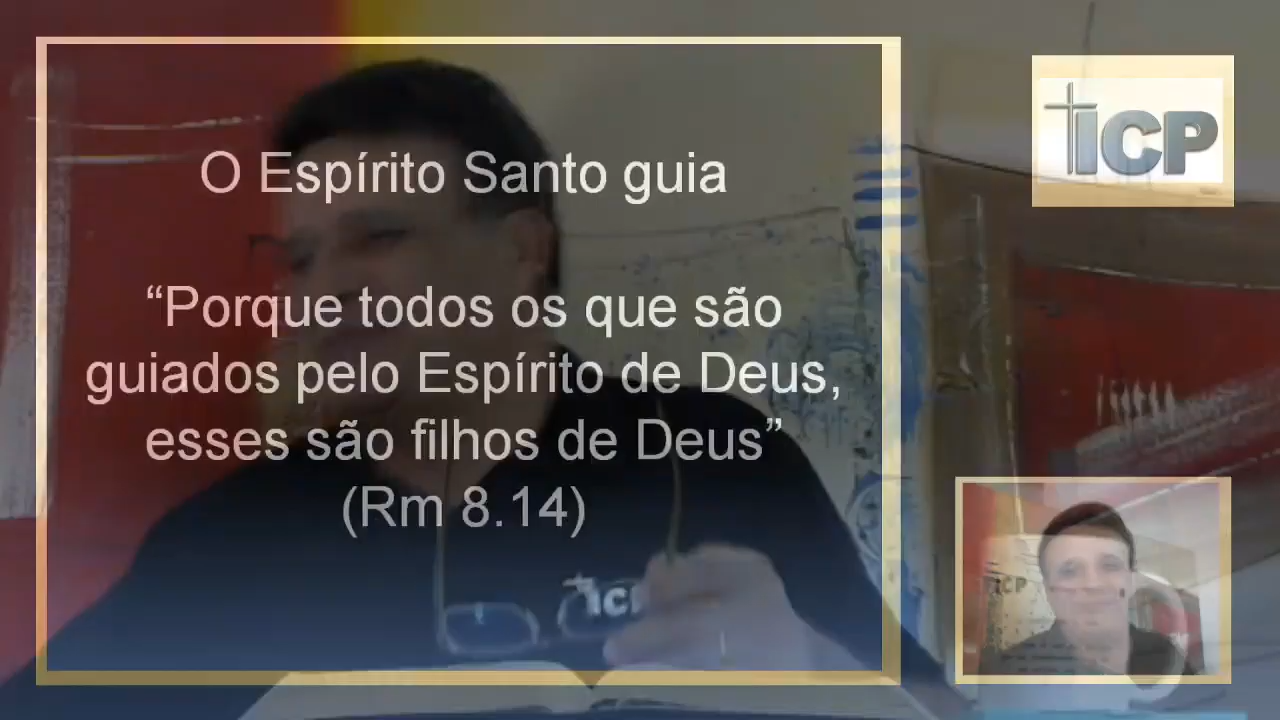 O Espírito Santo guia
“Porque todos os que são
guiados pelo Espírito de Deus,
esses são filhos de Deus”
(Rm 8.14)
ICP
ICP